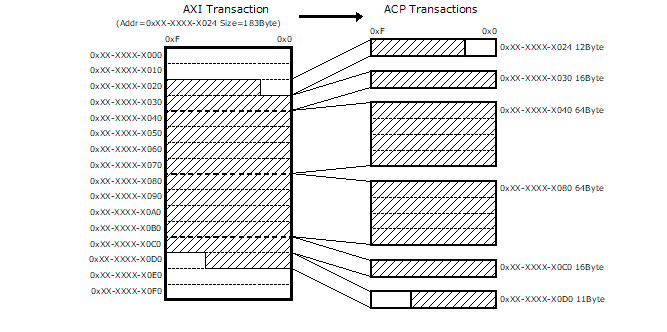 AXI Transaction
ACP Transactions
(Addr=0xXX-XXXX-X024 Size=183Byte)
0xF 0x0
0xF 0x0
0xXX-XXXX-X000
0xXX-XXXX-X010
0xXX-XXXX-X020
0xXX-XXXX-X030
0xXX-XXXX-X040
0xXX-XXXX-X050
0xXX-XXXX-X060
0xXX-XXXX-X070
0xXX-XXXX-X080
0xXX-XXXX-X090
0xXX-XXXX-X0A0
0xXX-XXXX-X0B0
0xXX-XXXX-X0C0
0xXX-XXXX-X0D0
0xXX-XXXX-X0E0
0xXX-XXXX-X0F0
0xXX-XXXX-X024 12Byte
0xXX-XXXX-X030 16Byte
0xXX-XXXX-X040 64Byte
0xXX-XXXX-X080 64Byte
0xXX-XXXX-X0C0 16Byte
0xXX-XXXX-X0D0 11Byte